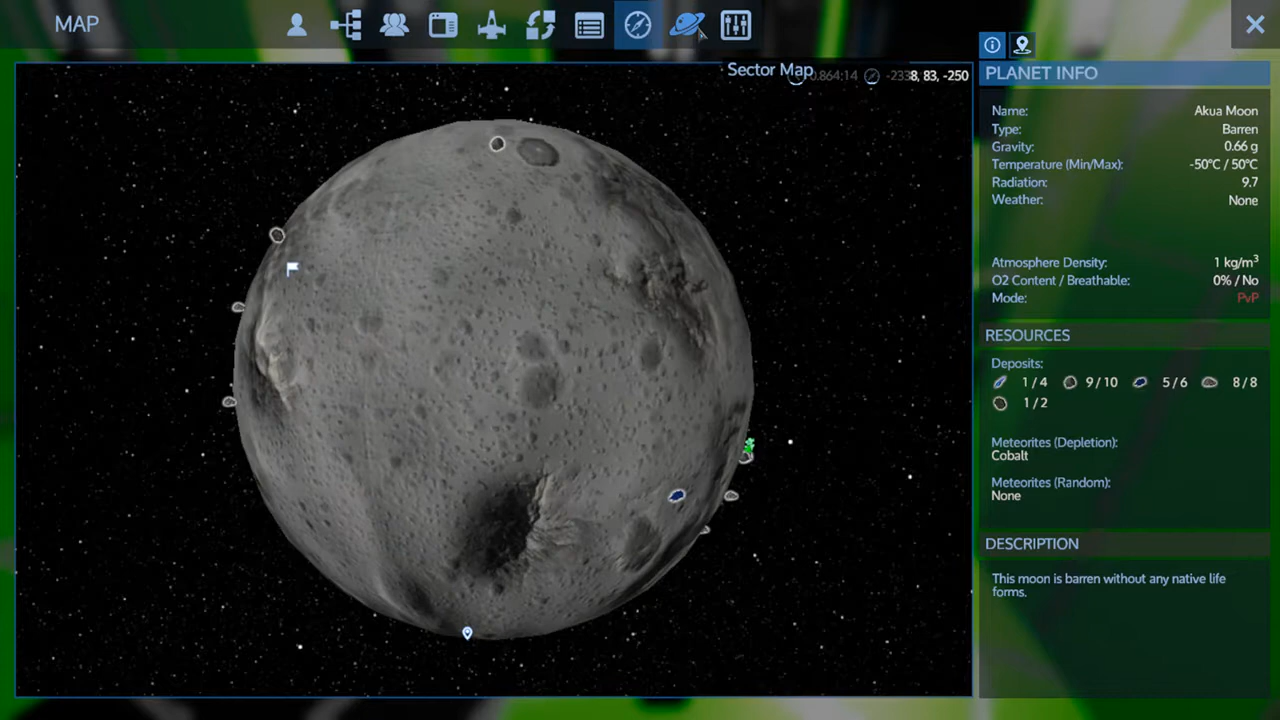 MAP
Sector Map
8, 83, -250
PLANET INFO
Name: Akua Moon
Type: Barren
Gravity: 0.66 g
Temperature (Min/Max): -50°C / 50°C
Radiation: 9.7
Weather: None
Atmosphere Density: 1 kg/m³
O2 Content / Breathable: 0% / No
Mode: PvP
RESOURCES
Deposits:
1 / 4 9 / 10 5 / 6 8 / 8
1 / 2
Meteorites (Depletion):
Cobalt
Meteorites (Random):
None
DESCRIPTION
This moon is barren without any native life
forms.